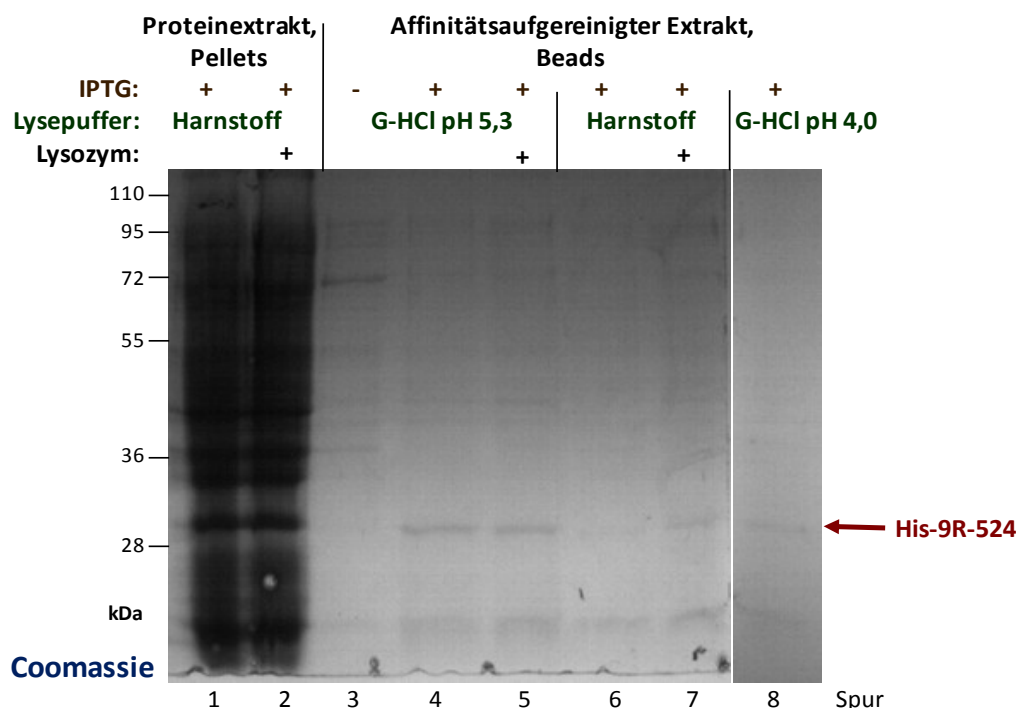 Proteinextrakt, Affinitätsaufgereinigter Extrakt,
Pellets Beads
IPTG: + + - + + + + +
Lysepuffer: Harnstoff G-HCl pH 5,3 Harnstoff G-HCl pH 4,0
Lysozym: + + +
110
95
72
55
36
His-9R-524
28
kDa
Coomassie
1 2 3 4 5 6 7 8 Spur